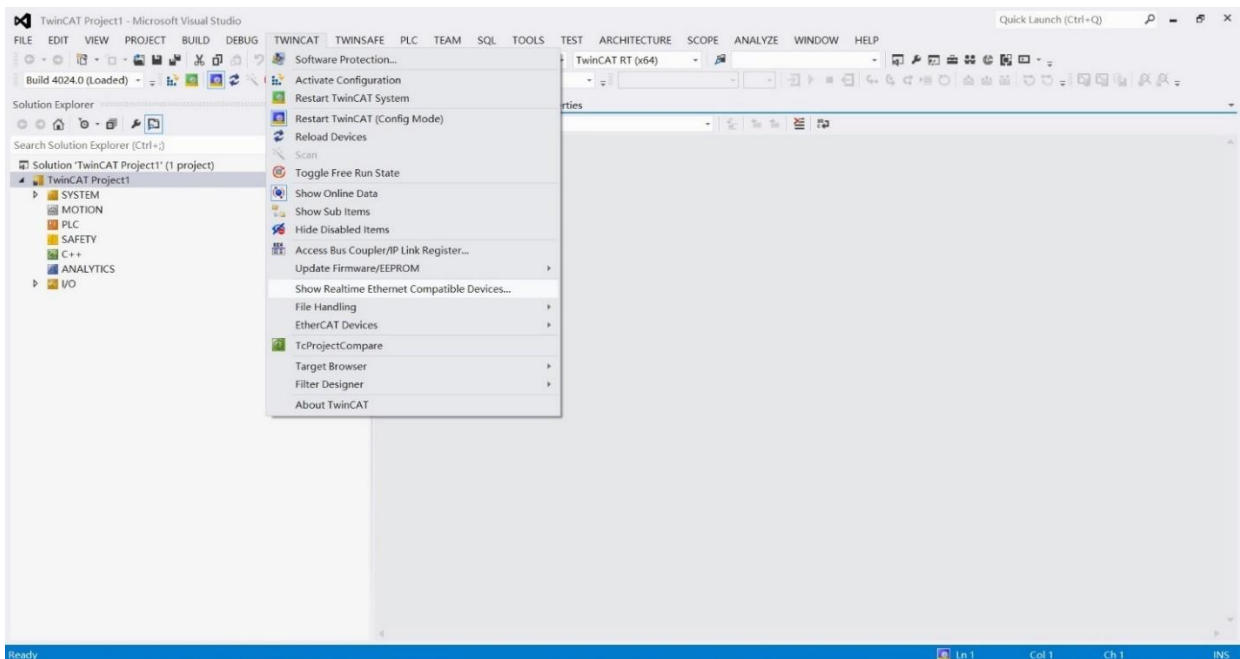 TwinCAT Project1 - Microsoft Visual Studio
Quick Launch (Ctrl+Q)
FILE EDIT VIEW PROJECT BUILD DEBUG TWINCAT TWINSAFE PLC TEAM SQL TOOLS TEST ARCHITECTURE SCOPE ANALYZE WINDOW HELP
TwinCAT RT (x64)
Build 4024.0 (Loaded)
Solution Explorer
Search Solution Explorer (Ctrl+;)
Solution 'TwinCAT Project1' (1 project)
TwinCAT Project1
SYSTEM
MOTION
PLC
SAFETY
C++
ANALYTICS
I/O
Software Protection...
Activate Configuration
Restart TwinCAT System
Restart TwinCAT (Config Mode)
Reload Devices
Scan
Toggle Free Run State
Show Online Data
Show Sub Items
Hide Disabled Items
Access Bus Coupler/IP Link Register...
Update Firmware/EEPROM
Show Realtime Ethernet Compatible Devices...
File Handling
EtherCAT Devices
TcProjectCompare
Target Browser
Filter Designer
About TwinCAT
rties
Ready Ln 1 Col 1 Ch 1 INS